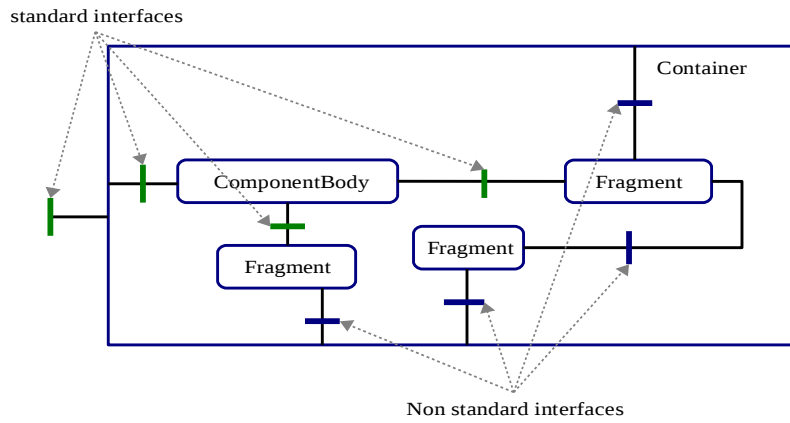 standard interfaces
Container
ComponentBody
Fragment
Fragment
Fragment
Non standard interfaces